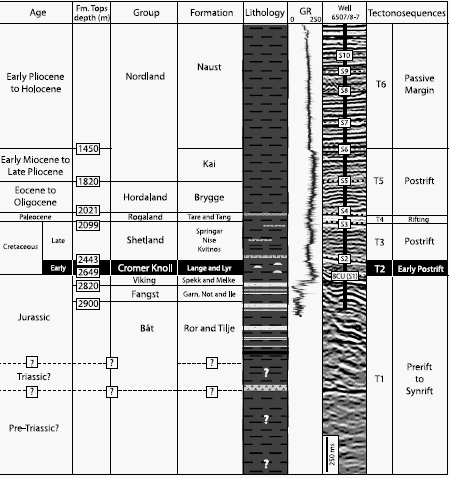 Age
Fm. Tops
depth (m)
Group
Formation
Lithology
GR
0 250
Well
6507/8-7
Tectonosequences
Early Pliocene
to Holocene
Nordland
Naust
S10
S9
S8
S7
T6
Passive
Margin
1450
S6
Early Miocene to
Late Pliocene
Kai
1820
S5
T5
Postrift
Eocene to
Oligocene
Hordaland
Brygge
2021
S4
Paleocene
Rogaland
Tare and Tang
T4
Rifting
2099
S3
Cretaceous
Late
Shetland
Springar
Nise
Kvitnos
T3
Postrift
2443
S2
Early
Cromer Knoll
Lange and Lyr
T2
Early Postrift
2649
BCU (S1)
Viking
Spekk and Melke
2820
Fangst
Garn, Not and Ile
2900
Jurassic
Båt
Ror and Tilje
T1
Prerift
to
Synrift
? ? ?
Triassic?
?
? ? ?
Pre-Triassic?
?
?
250 ms